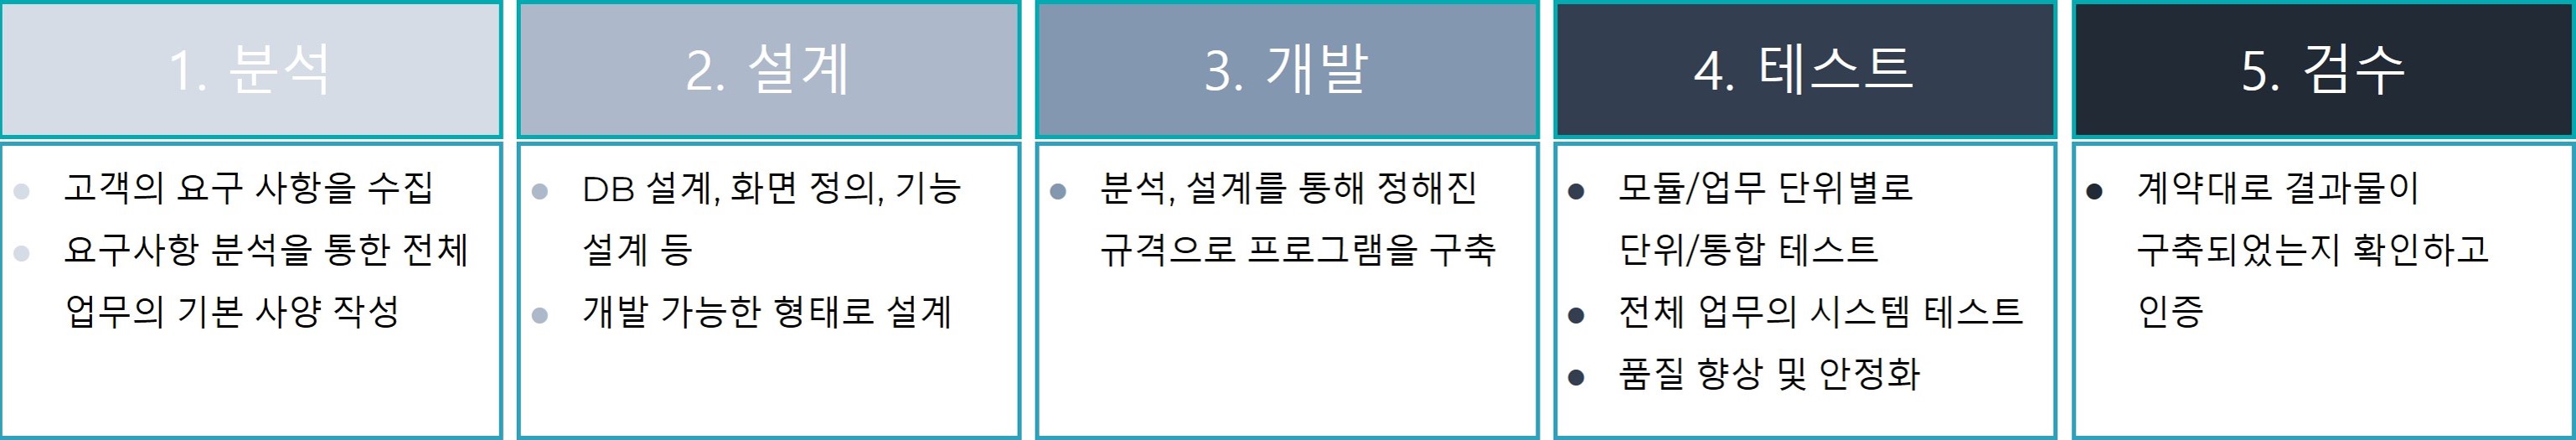 1. 분석
고객의 요구 사항을 수집
요구사항 분석을 통한 전체
업무의 기본 사양 작성
2. 설계
DB 설계, 화면 정의, 기능
설계 등
개발 가능한 형태로 설계
3. 개발
분석, 설계를 통해 정해진
규격으로 프로그램을 구축
4. 테스트
모듈/업무 단위별로
단위/통합 테스트
전체 업무의 시스템 테스트
품질 향상 및 안정화
5. 검수
계약대로 결과물이
구축되었는지 확인하고
인증